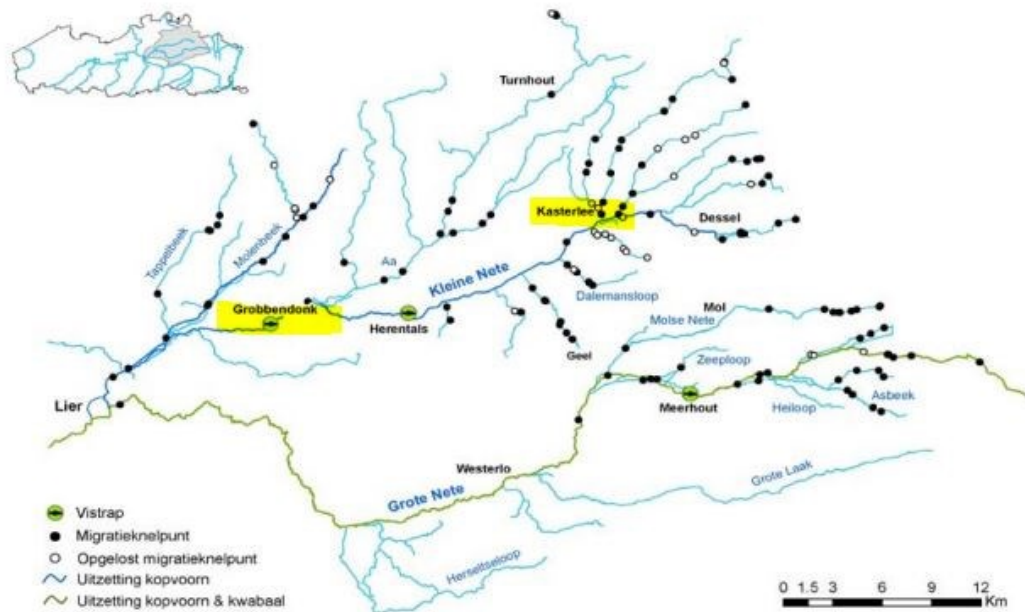 Turnhout
Kasterlee
Dessel
Tappelbeek
Molenbeek
Aa
Kleine Nete
Dalemansloop
Grobbendonk
Herentals
Mol
Molse Nete
Geel
Zeeploop
Lier
Meerhout
Heiloop
Asbeek
Westerlo
Grote Nete
Grote Laak
Herseltseloop
Vistrap
Migratieknelpunt
Opgelost migratieknelpunt
Uitzetting kopvoorn
Uitzetting kopvoorn & kwabaal
0 1.5 3 6 9 12
Km